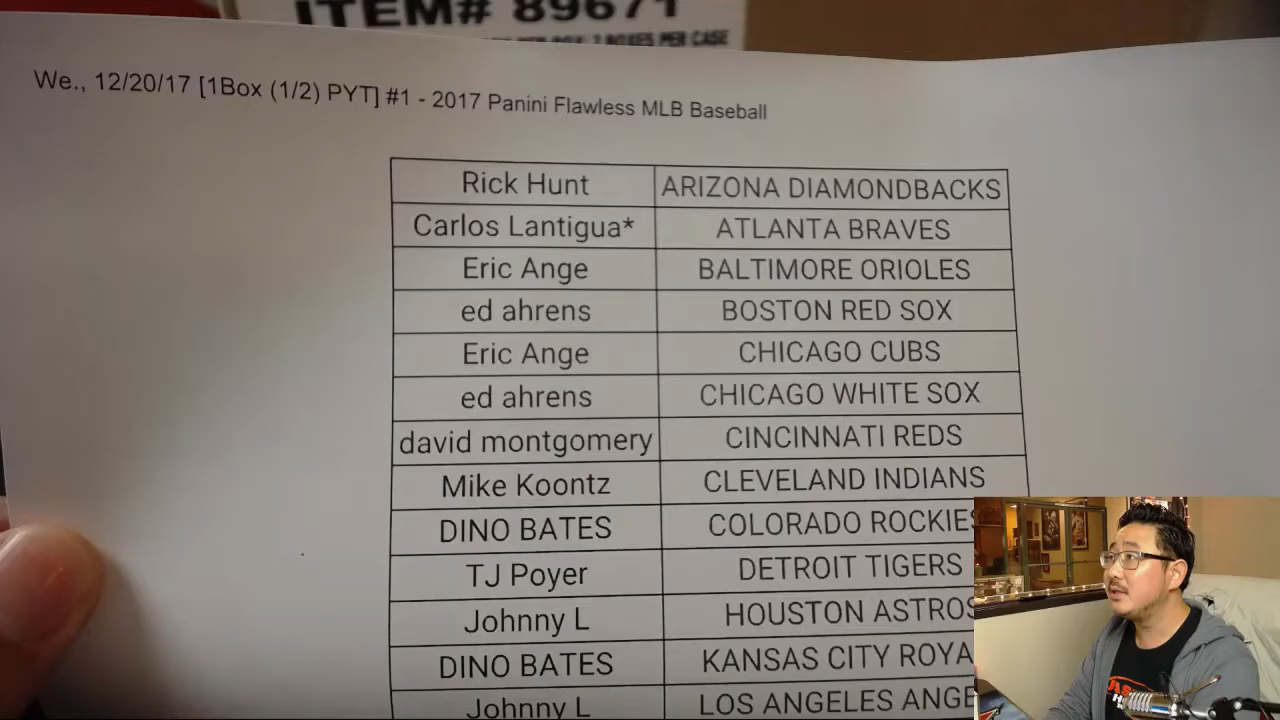 ITEM# 89671
BOXES PER CASE
We., 12/20/17 [1Box (1/2) PYT] #1 - 2017 Panini Flawless MLB Baseball
Rick Hunt ARIZONA DIAMONDBACKS
Carlos Lantigua* ATLANTA BRAVES
Eric Ange BALTIMORE ORIOLES
ed ahrens BOSTON RED SOX
Eric Ange CHICAGO CUBS
ed ahrens CHICAGO WHITE SOX
david montgomery CINCINNATI REDS
Mike Koontz CLEVELAND INDIANS
DINO BATES COLORADO ROCKIES
TJ Poyer DETROIT TIGERS
Johnny L HOUSTON ASTROS
DINO BATES KANSAS CITY ROYA
Johnny L LOS ANGELES ANGE